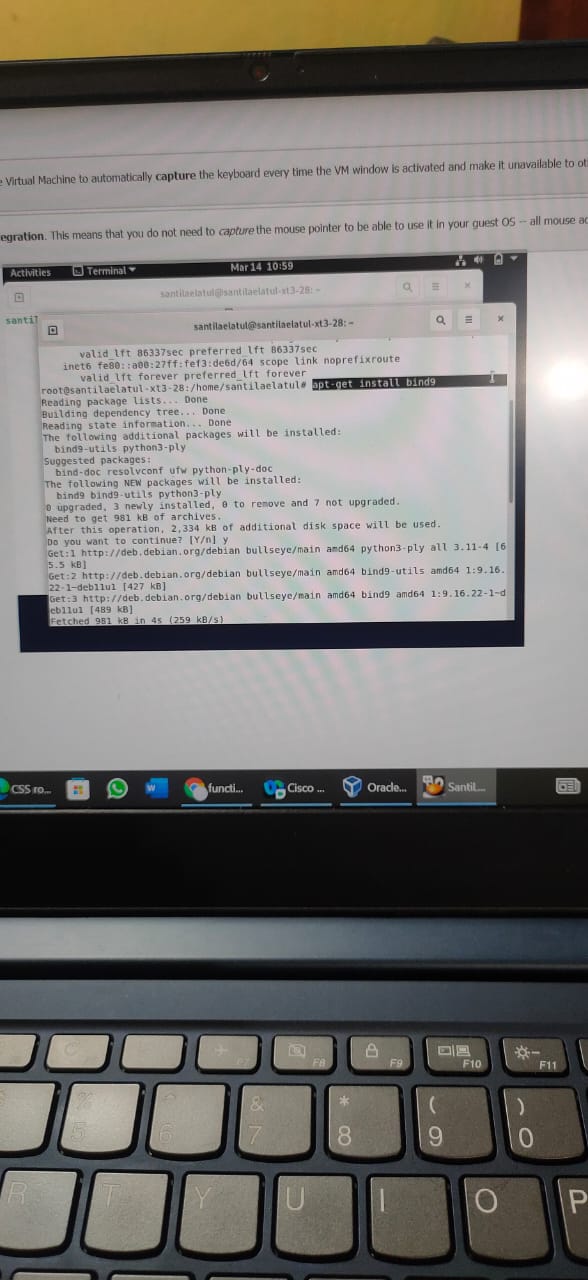 Virtual Machine to automatically capture the keyboard every time the VM window is activated and make it unavailable to
egration. This means that you do not need to capture the mouse pointer to be able to use it in your guest OS -- all mouse
Activities Terminal Mar 14 10:59
santilaelatul@santilaelatul-xt3-28: ~
santil
santilaelatul@santilaelatul-xt3-28: ~
valid_lft 86337sec preferred_lft 86337sec
inet6 fe80::a00:27ff:fef3:de6d/64 scope link noprefixroute
valid_lft forever preferred_lft forever
root@santilaelatul-xt3-28:/home/santilaelatul# apt-get install bind9
Reading package lists... Done
Building dependency tree... Done
Reading state information... Done
The following additional packages will be installed:
bind9-utils python3-ply
Suggested packages:
bind-doc resolvconf ufw python-ply-doc
The following NEW packages will be installed:
bind9 bind9-utils python3-ply
0 upgraded, 3 newly installed, 0 to remove and 7 not upgraded.
Need to get 981 kB of archives.
After this operation, 2,334 kB of additional disk space will be used.
Do you want to continue? [Y/n] y
Get:1 http://deb.debian.org/debian bullseye/main amd64 python3-ply all 3.11-4 [6
5.5 kB]
Get:2 http://deb.debian.org/debian bullseye/main amd64 bind9-utils amd64 1:9.16.
22-1~deb11u1 [427 kB]
Get:3 http://deb.debian.org/debian bullseye/main amd64 bind9 amd64 1:9.16.22-1~d
eb11u1 [489 kB]
Fetched 981 kB in 4s (259 kB/s)
CSS ro... W functi... Cisco ... Oracle... Santil...
F7 F8 F9 F10 F11
% ^ & * ( )
5 6 7 8 9 0
R T Y U I O P